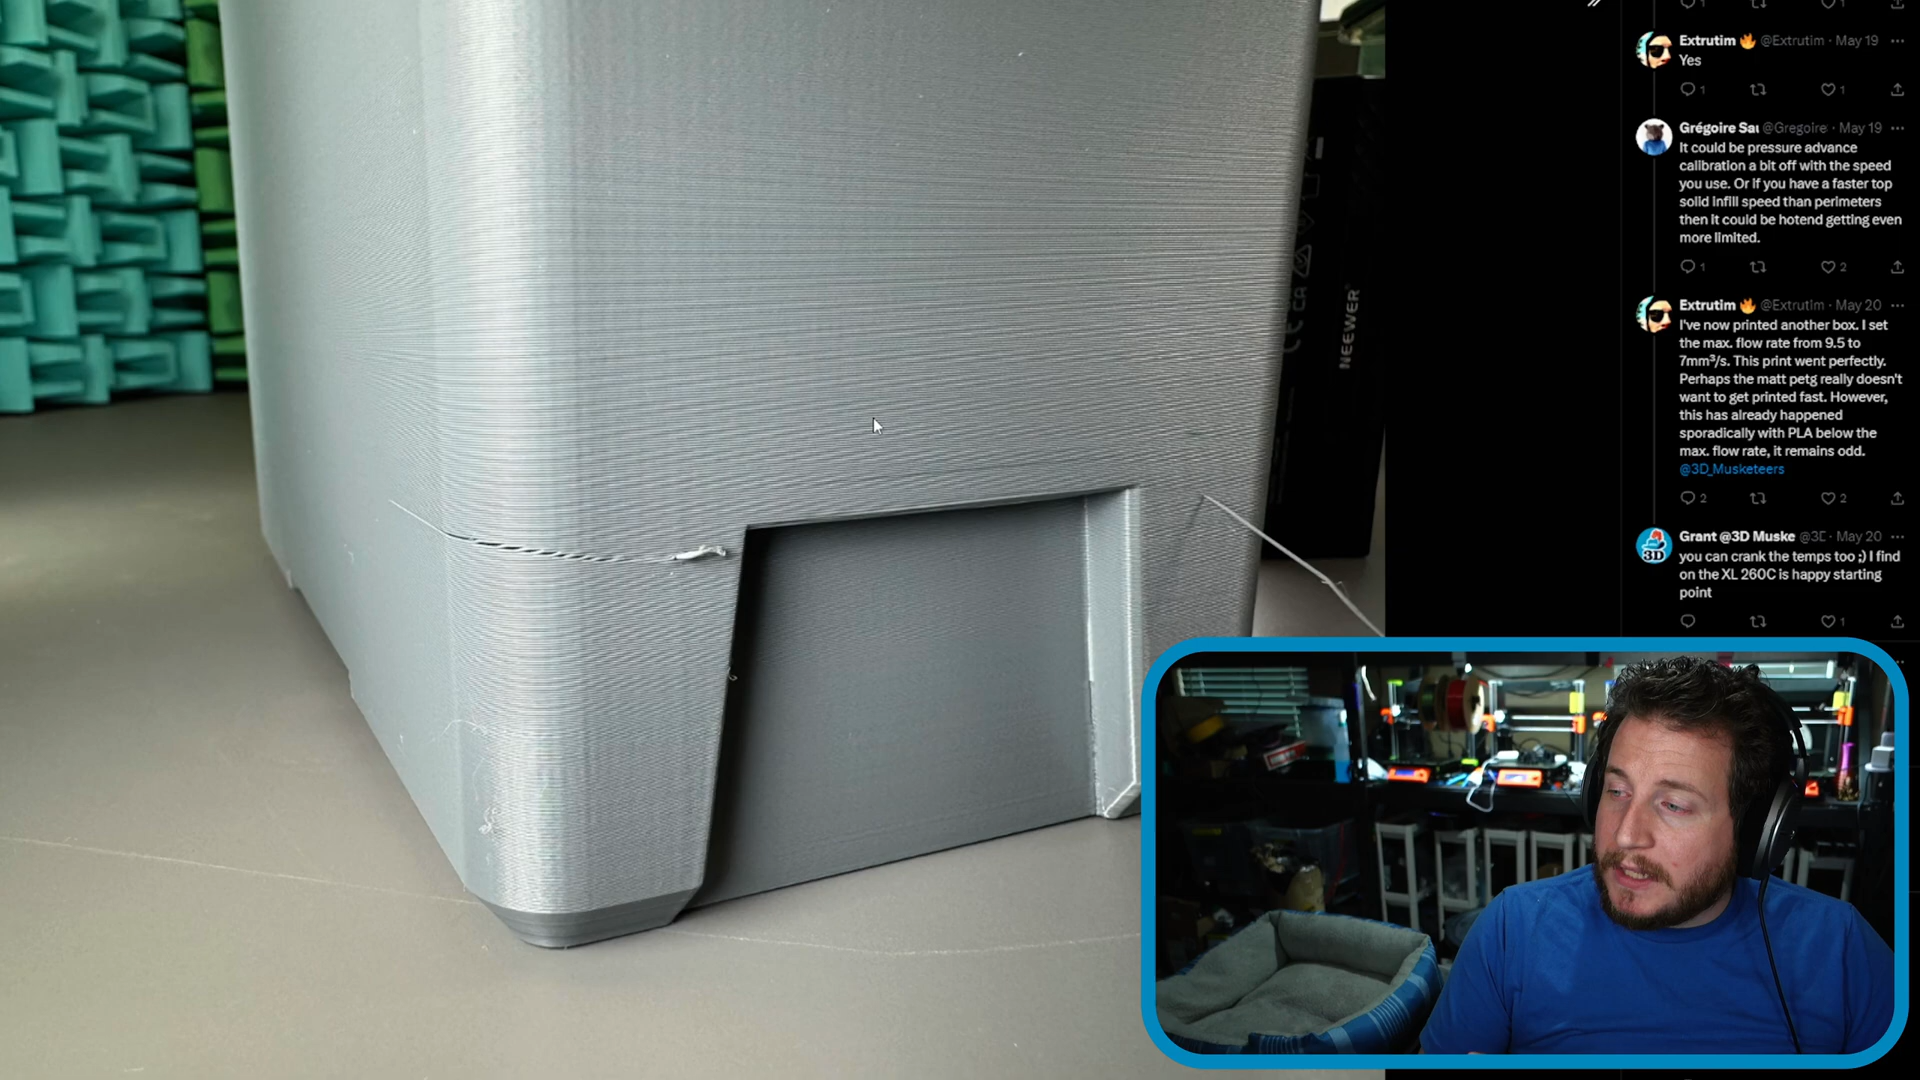 NEEWER
1
1
Extrutim 🔥 @Extrutim · May 19
Yes
1
1
Grégoire Sau @Gregoire · May 19
It could be pressure advance
calibration a bit off with the speed
you use. Or if you have a faster top
solid infill speed than perimeters
then it could be hotend getting even
more limited.
1
2
Extrutim 🔥 @Extrutim · May 20
I've now printed another box. I set
the max. flow rate from 9.5 to
7mm³/s. This print went perfectly.
Perhaps the matt petg really doesn't
want to get printed fast. However,
this has already happened
sporadically with PLA below the
max. flow rate, it remains odd.
@3D_Musketeers
2
2
Grant @3D Muske @3D · May 20
you can crank the temps too ;) I find
on the XL 260C is happy starting
point
1
3D